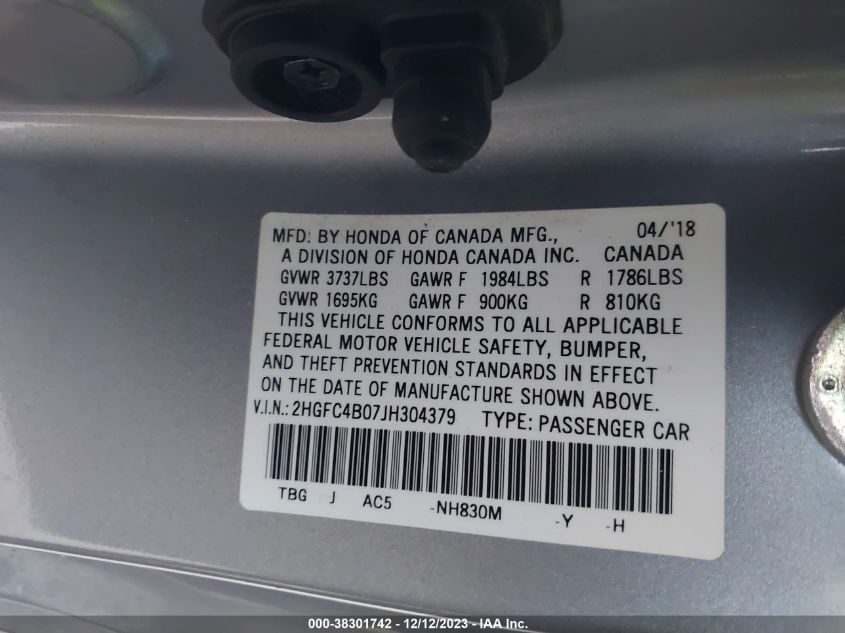 MFD: BY HONDA OF CANADA MFG., 04/'18
A DIVISION OF HONDA CANADA INC. CANADA
GVWR 3737LBS GAWR F 1984LBS R 1786LBS
GVWR 1695KG GAWR F 900KG R 810KG
THIS VEHICLE CONFORMS TO ALL APPLICABLE
FEDERAL MOTOR VEHICLE SAFETY, BUMPER,
AND THEFT PREVENTION STANDARDS IN EFFECT
ON THE DATE OF MANUFACTURE SHOWN ABOVE.
V.I.N.: 2HGFC4B07JH304379 TYPE: PASSENGER CAR
TBG J AC5 -NH830M -Y -H
000-38301742 - 12/12/2023 - IAA Inc.